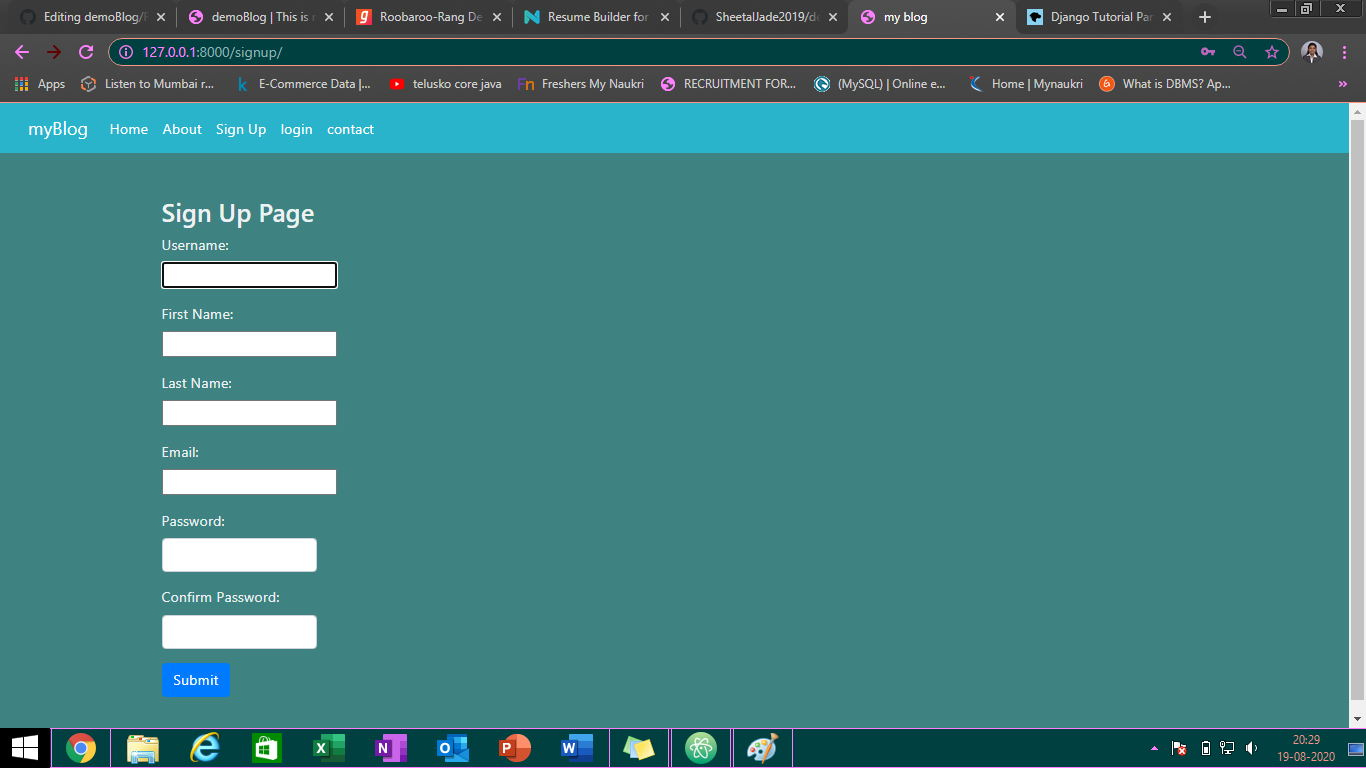 Editing demoBlog/
demoBlog | This is
Roobaroo-Rang De
Resume Builder for
SheetalJade2019/de
my blog
Django Tutorial Par
127.0.0.1:8000/signup/
Apps
Listen to Mumbai r...
E-Commerce Data |...
telusko core java
Fn Freshers My Naukri
RECRUITMENT FOR...
(MySQL) | Online e...
Home | Mynaukri
What is DBMS? Ap...
myBlog Home About Sign Up login contact
Sign Up Page
Username:
First Name:
Last Name:
Email:
Password:
Confirm Password:
Submit
20:29
19-08-2020